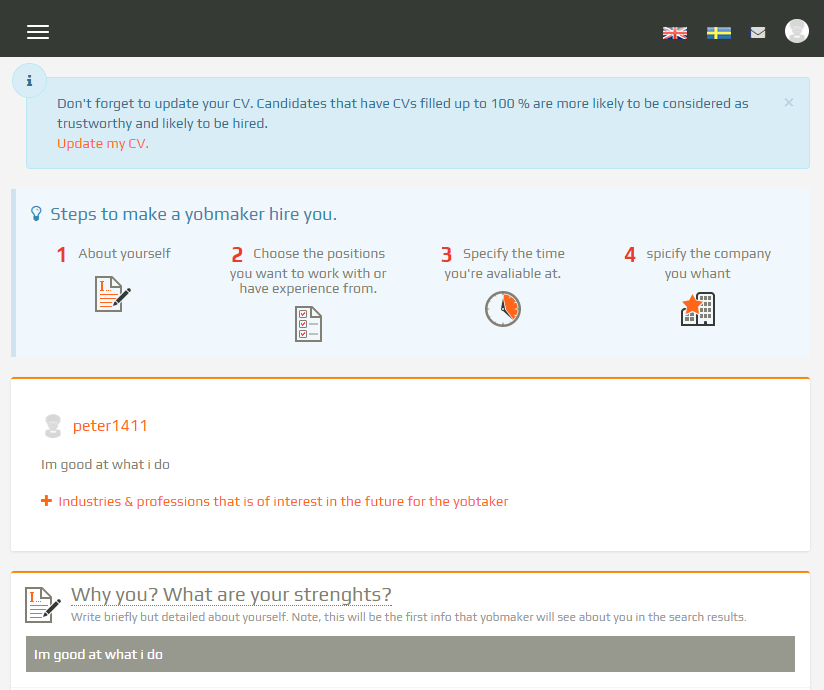 Don't forget to update your CV. Candidates that have CVs filled up to 100 % are more likely to be considered as
trustworthy and likely to be hired.
Update my CV.
Steps to make a yobmaker hire you.
1 About yourself
2 Choose the positions
you want to work with or
have experience from.
3 Specify the time
you're avaliable at.
4 spicify the company
you whant
peter1411
Im good at what i do
Industries & professions that is of interest in the future for the yobtaker
Why you? What are your strenghts?
Write briefly but detailed about yourself. Note, this will be the first info that yobmaker will see about you in the search results.
Im good at what i do